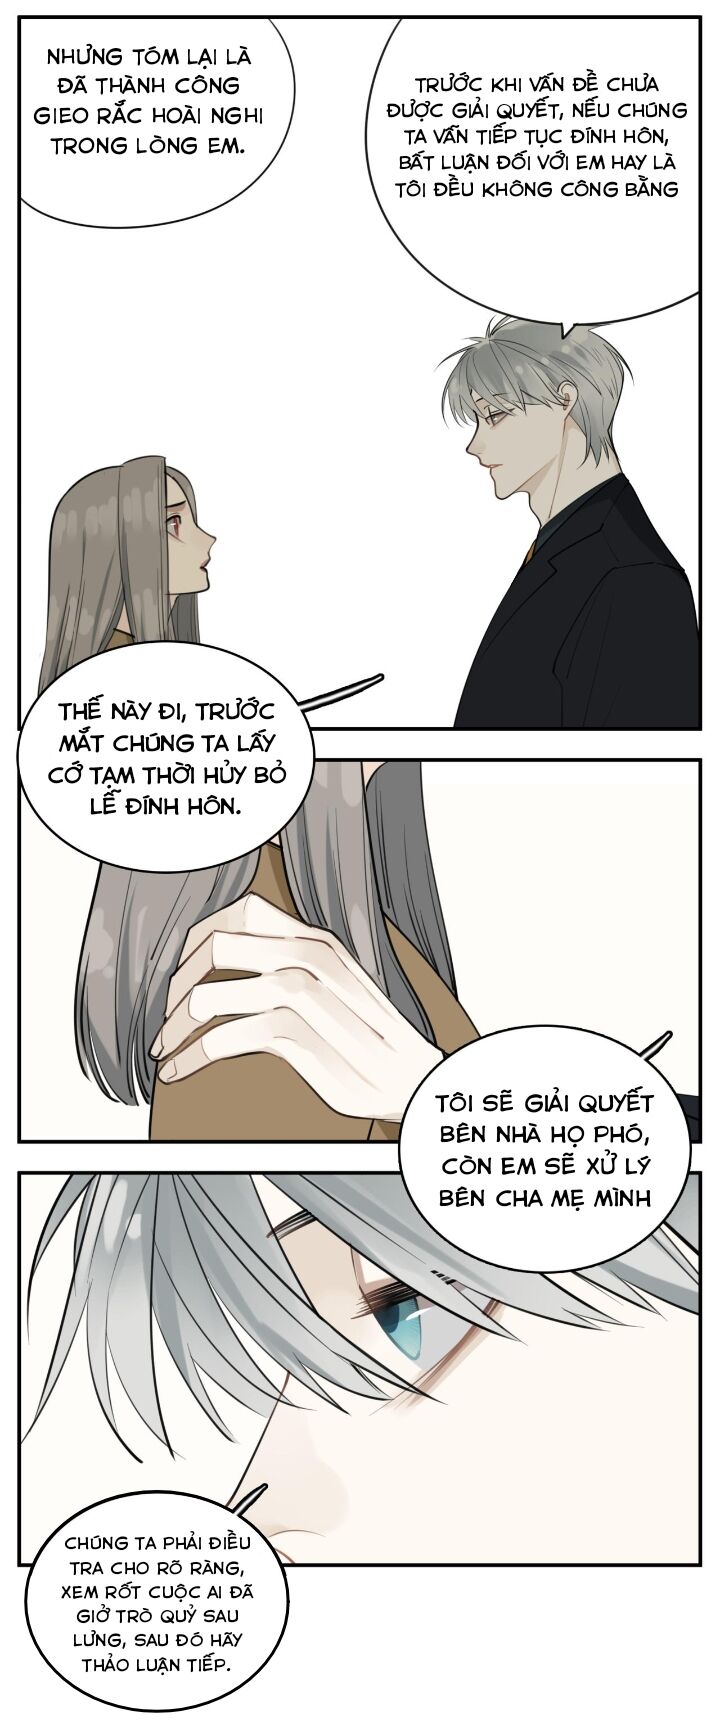 NHƯNG TÓM LẠI LÀ
ĐÃ THÀNH CÔNG
GIEO RẮC HOÀI NGHI
TRONG LÒNG EM.
TRƯỚC KHI VẤN ĐỀ CHƯA
ĐƯỢC GIẢI QUYẾT, NẾU CHÚNG
TA VẪN TIẾP TỤC ĐÍNH HÔN,
BẤT LUẬN ĐỐI VỚI EM HAY LÀ
TÔI ĐỀU KHÔNG CÔNG BẰNG
THẾ NÀY ĐI, TRƯỚC
MẮT CHÚNG TA LẤY
CỚ TẠM THỜI HỦY BỎ
LỄ ĐÍNH HÔN.
TÔI SẼ GIẢI QUYẾT
BÊN NHÀ HỌ PHÓ,
CÒN EM SẼ XỬ LÝ
BÊN CHA MẸ MÌNH
CHÚNG TA PHẢI ĐIỀU
TRA CHO RÕ RÀNG,
XEM RỐT CUỘC AI ĐÃ
GIỞ TRÒ QUỶ SAU
LƯNG, SAU ĐÓ HÃY
THẢO LUẬN TIẾP.